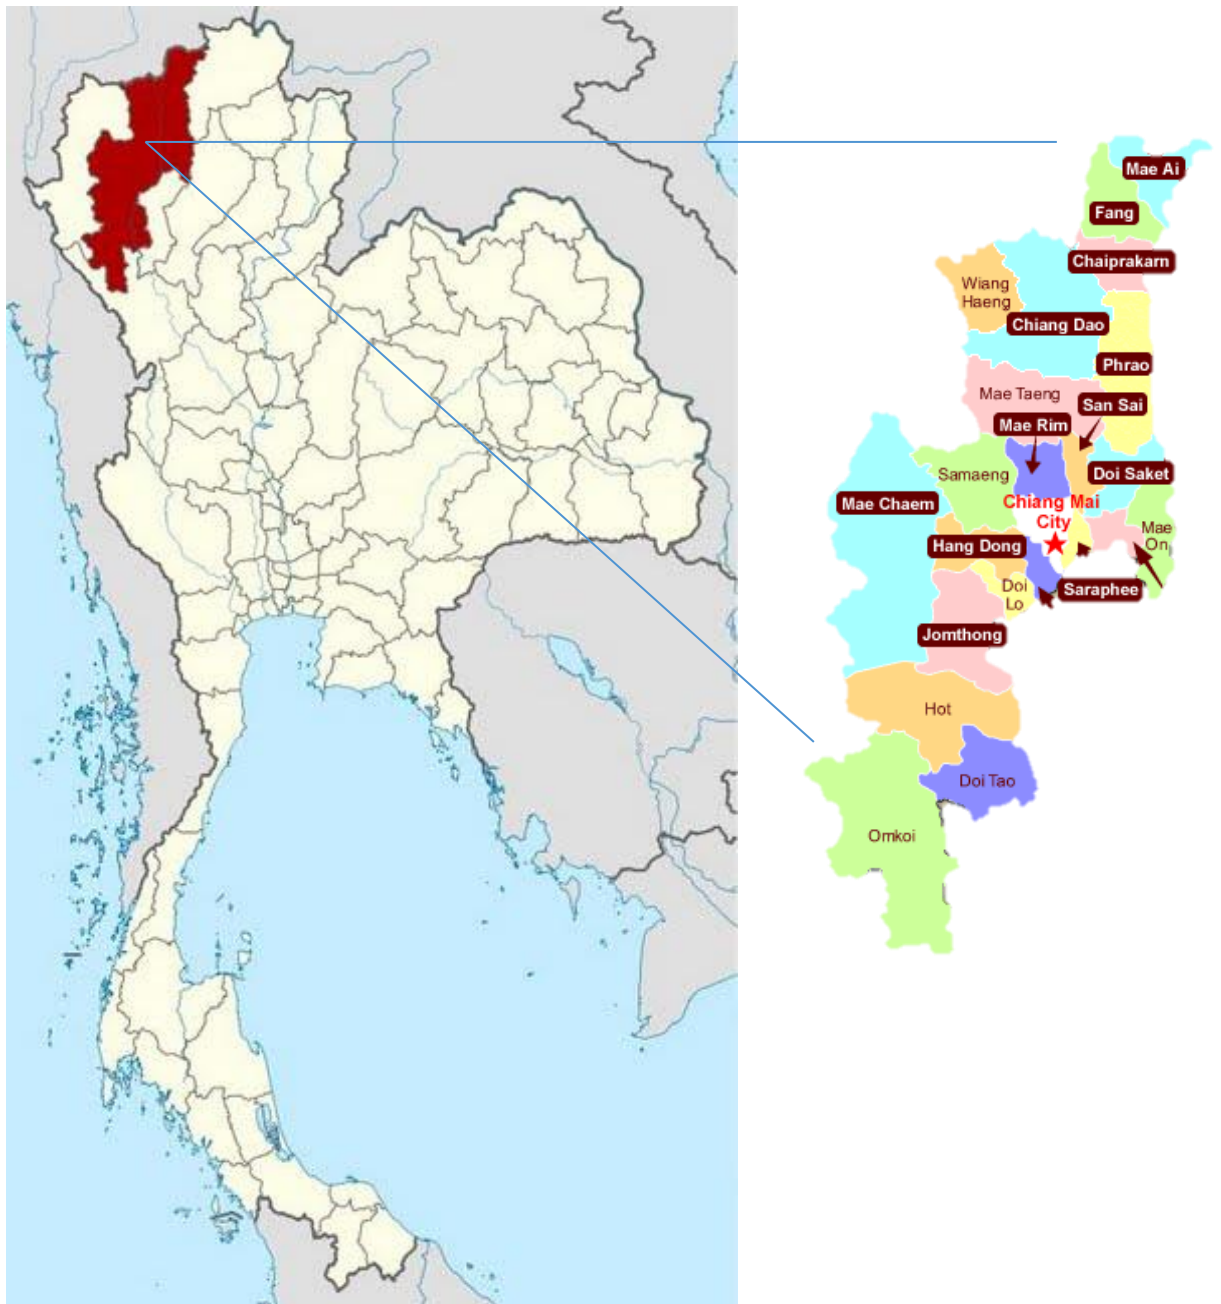 Mae Ai
Fang
Chaiprakarn
Wiang
Haeng
Chiang Dao
Phrao
Mae Taeng
San Sai
Mae Rim
Samaeng
Doi Saket
Mae Chaem
Chiang Mai
City
Mae
On
Hang Dong
Doi
Lo
Saraphee
Jomthong
Hot
Doi Tao
Omkoi